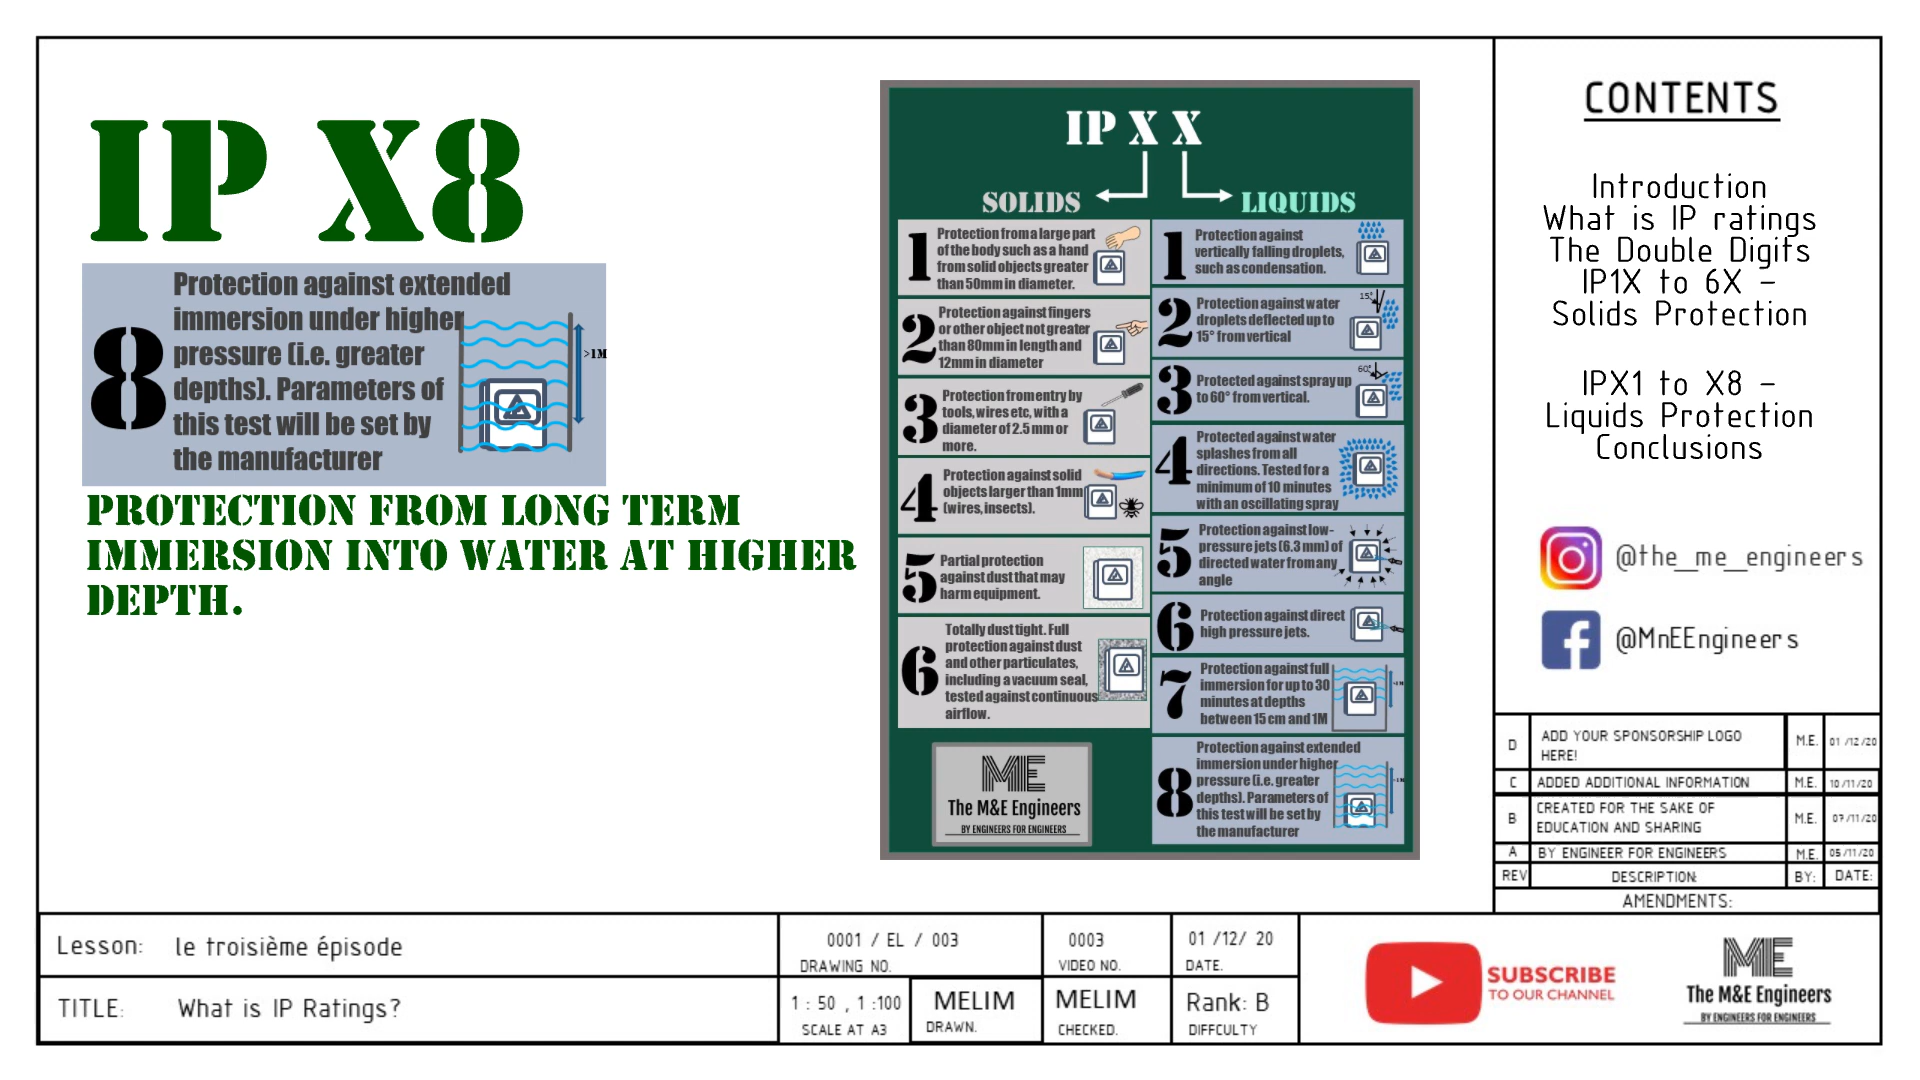 IP X8
8
Protection against extended
immersion under higher
pressure (i.e. greater
depths). Parameters of
this test will be set by
the manufacturer
>1M
PROTECTION FROM LONG TERM
IMMERSION INTO WATER AT HIGHER
DEPTH.
IP X X
SOLIDS
LIQUIDS
1
Protection from a large part
of the body such as a hand
from solid objects greater
than 50mm in diameter.
2
Protection against fingers
or other object not greater
than 80mm in length and
12mm in diameter
3
Protection from entry by
tools, wires etc, with a
diameter of 2.5 mm or
more.
4
Protection against solid
objects larger than 1mm
(wires, insects).
5
Partial protection
against dust that may
harm equipment.
6
Totally dust tight. Full
protection against dust
and other particulates,
including a vacuum seal,
tested against continuous
airflow.
1
Protection against
vertically falling droplets,
such as condensation.
2
Protection against water
droplets deflected up to
15° from vertical
15°
3
Protected against spray up
to 60° from vertical.
60°
4
Protected against water
splashes from all
directions. Tested for a
minimum of 10 minutes
with an oscillating spray
5
Protection against low-
pressure jets (6.3 mm) of
directed water from any
angle
6
Protection against direct
high pressure jets.
7
Protection against full
immersion for up to 30
minutes at depths
between 15 cm and 1M
8
Protection against extended
immersion under higher
pressure (i.e. greater
depths). Parameters of
this test will be set by
the manufacturer
ME
The M&E Engineers
BY ENGINEERS FOR ENGINEERS
CONTENTS
Introduction
What is IP ratings
The Double Digits
IP1X to 6X -
Solids Protection
IPX1 to X8 -
Liquids Protection
Conclusions
@the_me_engineers
@MnEEngineers
D ADD YOUR SPONSORSHIP LOGO HERE! M.E. 01 /12 /20
C ADDED ADDITIONAL INFORMATION M.E. 10 /11/20
B CREATED FOR THE SAKE OF EDUCATION AND SHARING M.E. 07 /11/20
A BY ENGINEER FOR ENGINEERS M.E. 05 /11/20
REV DESCRIPTION: BY: DATE:
AMENDMENTS:
Lesson: le troisième épisode
TITLE: What is IP Ratings?
0001 / EL / 003
DRAWING NO.
0003
VIDEO NO.
01 /12/ 20
DATE.
1 : 50 , 1 :100
SCALE AT A3
MELIM
DRAWN.
MELIM
CHECKED.
Rank: B
DIFFCULTY
SUBSCRIBE
TO OUR CHANNEL
ME
The M&E Engineers
BY ENGINEERS FOR ENGINEERS